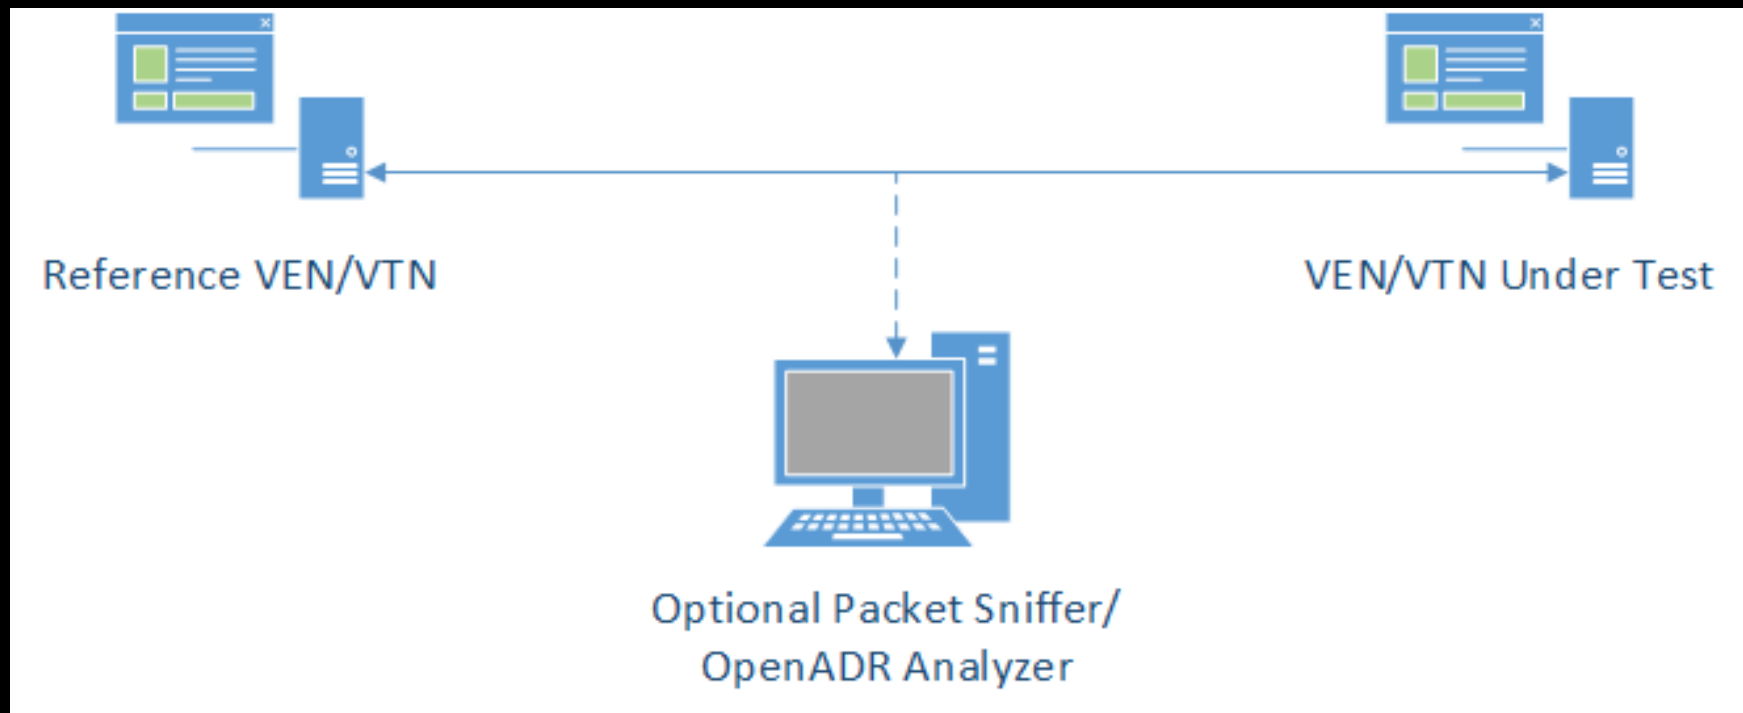 Reference VEN/VTN
VEN/VTN Under Test
Optional Packet Sniffer/
OpenADR Analyzer